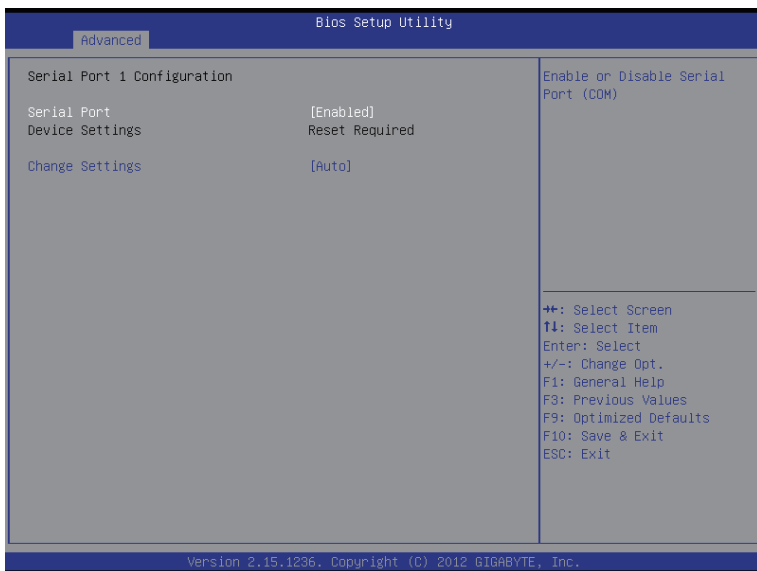 Bios Setup Utility
Advanced
Serial Port 1 Configuration
Serial Port [Enabled]
Device Settings Reset Required
Change Settings [Auto]
Enable or Disable Serial
Port (COM)
→←: Select Screen
↑↓: Select Item
Enter: Select
+/-: Change Opt.
F1: General Help
F3: Previous Values
F9: Optimized Defaults
F10: Save & Exit
ESC: Exit
Version 2.15.1236. Copyright (C) 2012 GIGABYTE, Inc.